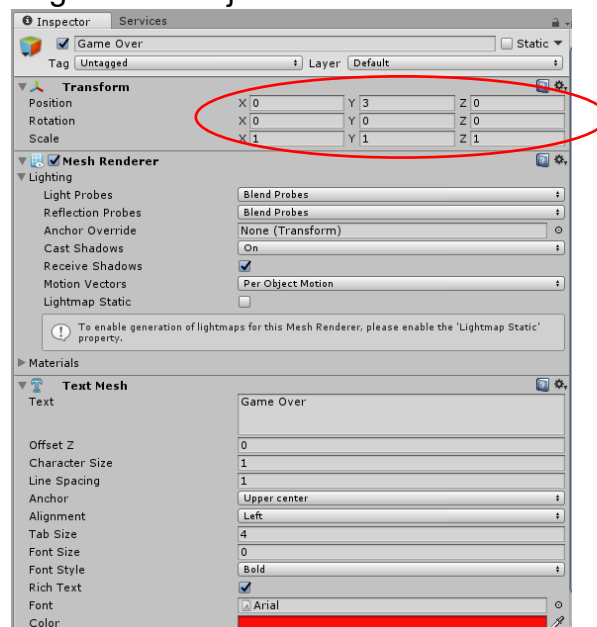 Inspector Services
Game Over Static
Tag Untagged Layer Default
Transform
Position X 0 Y 3 Z 0
Rotation X 0 Y 0 Z 0
Scale X 1 Y 1 Z 1
Mesh Renderer
Lighting
Light Probes Blend Probes
Reflection Probes Blend Probes
Anchor Override None (Transform)
Cast Shadows On
Receive Shadows
Motion Vectors Per Object Motion
Lightmap Static
To enable generation of lightmaps for this Mesh Renderer, please enable the 'Lightmap Static'
property.
Materials
Text Mesh
Text Game Over
Offset Z 0
Character Size 1
Line Spacing 1
Anchor Upper center
Alignment Left
Tab Size 4
Font Size 0
Font Style Bold
Rich Text
Font Arial
Color